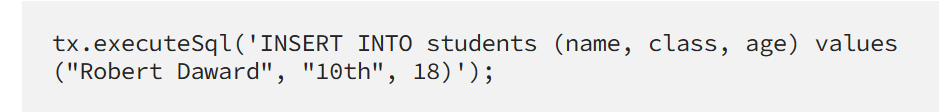 tx.executeSql('INSERT INTO students (name, class, age) values
("Robert Daward", "10th", 18)');